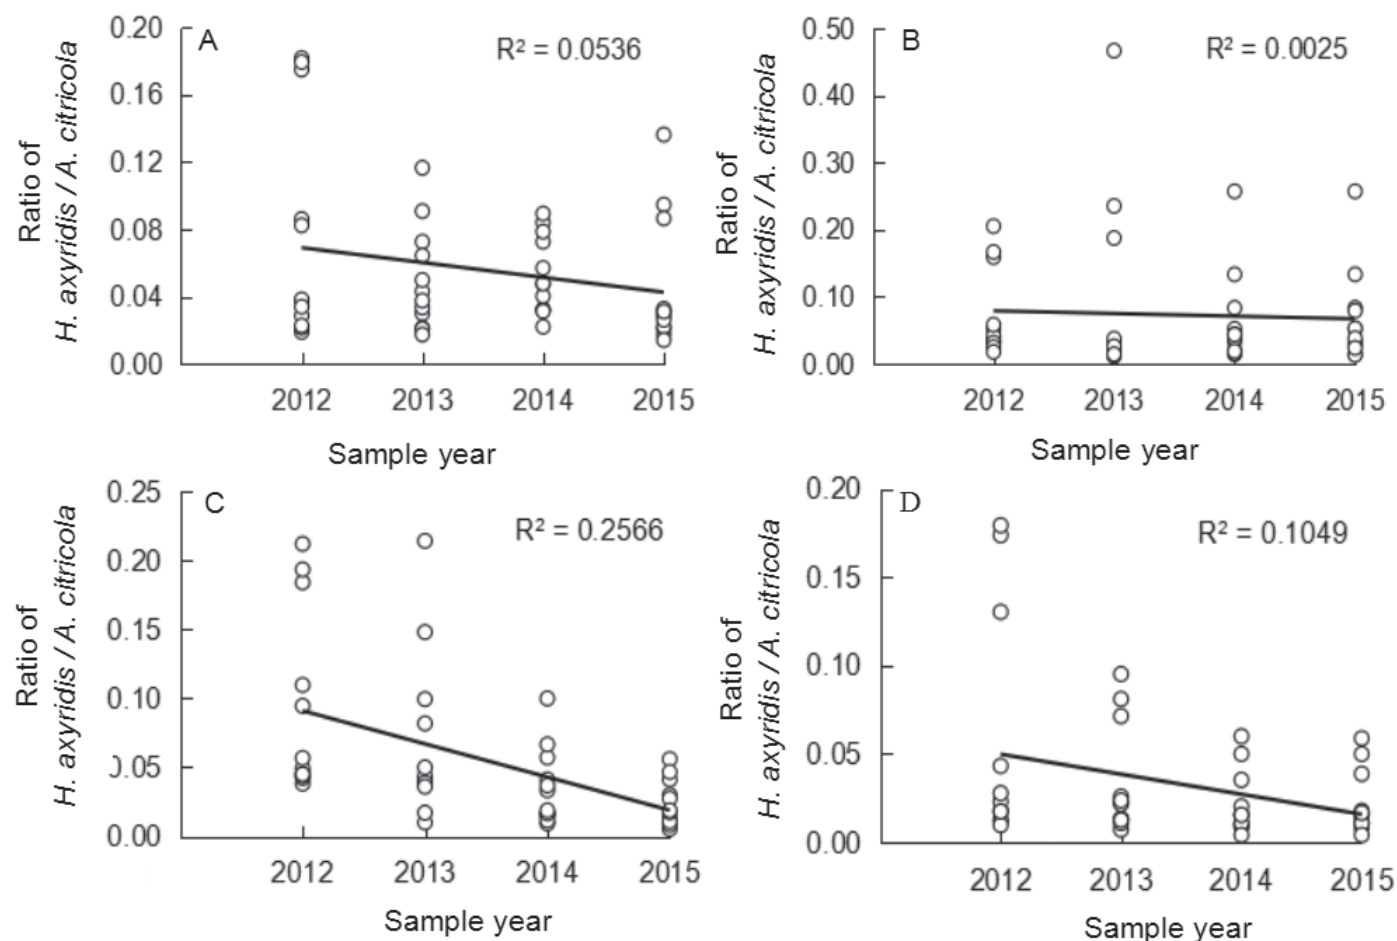 A
R² = 0.0536
Ratio of
H. axyridis / A. citricola
0.20
0.16
0.12
0.08
0.04
0.00
2012 2013 2014 2015
Sample year
B
R² = 0.0025
Ratio of
H. axyridis / A. citricola
0.50
0.40
0.30
0.20
0.10
0.00
2012 2013 2014 2015
Sample year
C
R² = 0.2566
Ratio of
H. axyridis / A. citricola
0.25
0.20
0.15
0.10
0.05
0.00
2012 2013 2014 2015
Sample year
D
R² = 0.1049
Ratio of
H. axyridis / A. citricola
0.20
0.15
0.10
0.05
0.00
2012 2013 2014 2015
Sample year